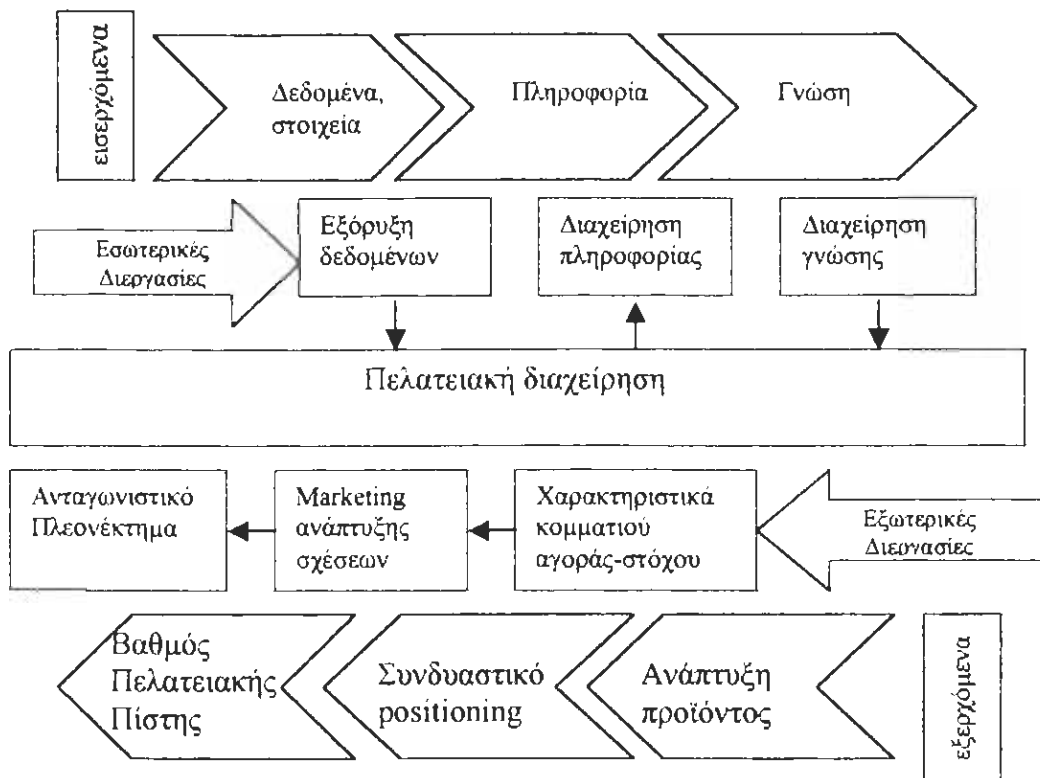 εισερχόμενα
Δεδομένα,
στοιχεία
Πληροφορία
Γνώση
Εσωτερικές
Διεργασίες
Εξόρυξη
δεδομένων
Διαχείρηση
πληροφορίας
Διαχείρηση
γνώσης
Πελατειακή διαχείρηση
Ανταγωνιστικό
Πλεονέκτημα
Marketing
ανάπτυξης
σχέσεων
Χαρακτηριστικά
κομματιού
αγοράς-στόχου
Εξωτερικές
Διεργασίες
Βαθμός
Πελατειακής
Πίστης
Συνδυαστικό
positioning
Ανάπτυξη
προϊόντος
εξερχόμενα